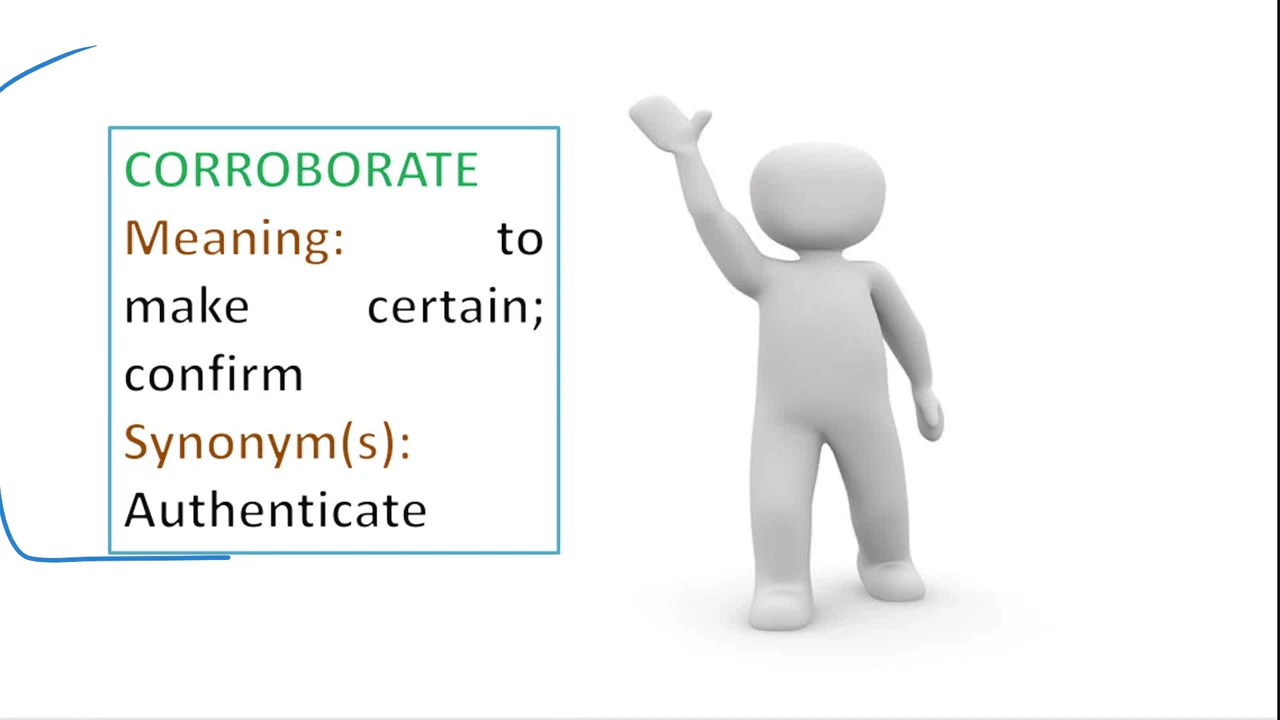 CORROBORATE
Meaning: to
make certain;
confirm
Synonym(s):
Authenticate